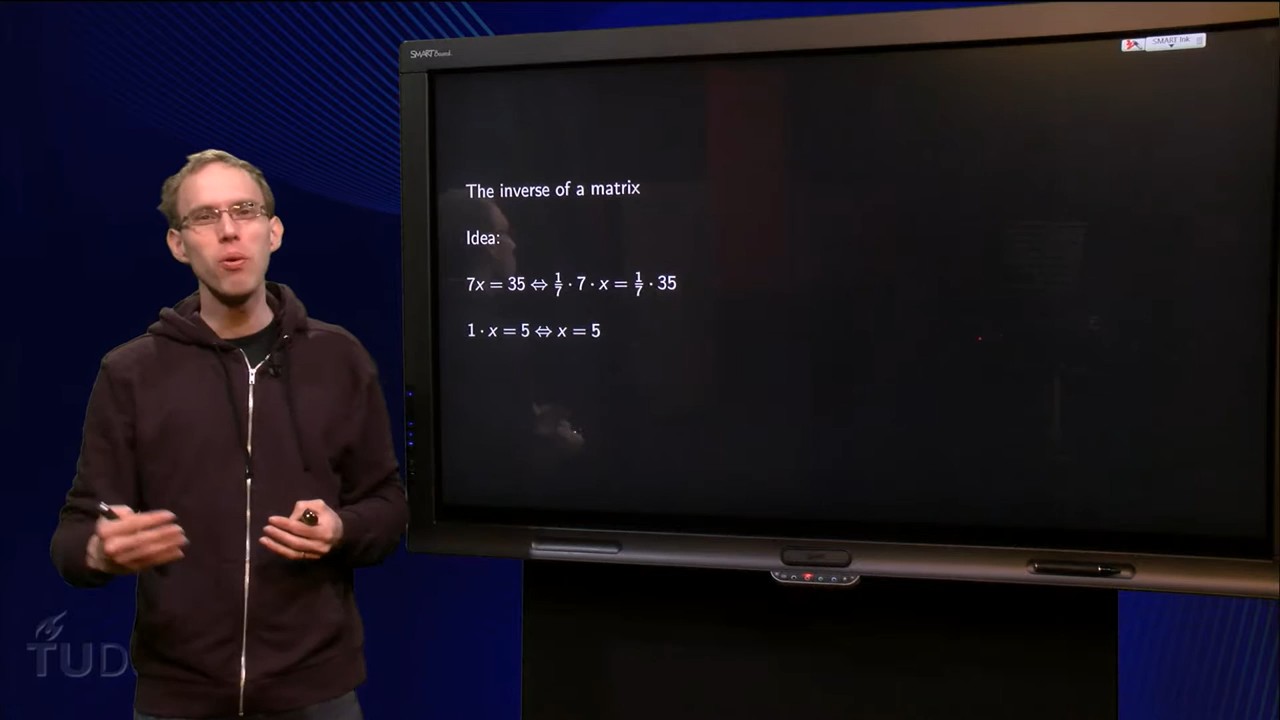 SMART Board
SMART Ink
The inverse of a matrix
Idea:
7x = 35 ⇔ 1/7 · 7 · x = 1/7 · 35
1 · x = 5 ⇔ x = 5
TUD